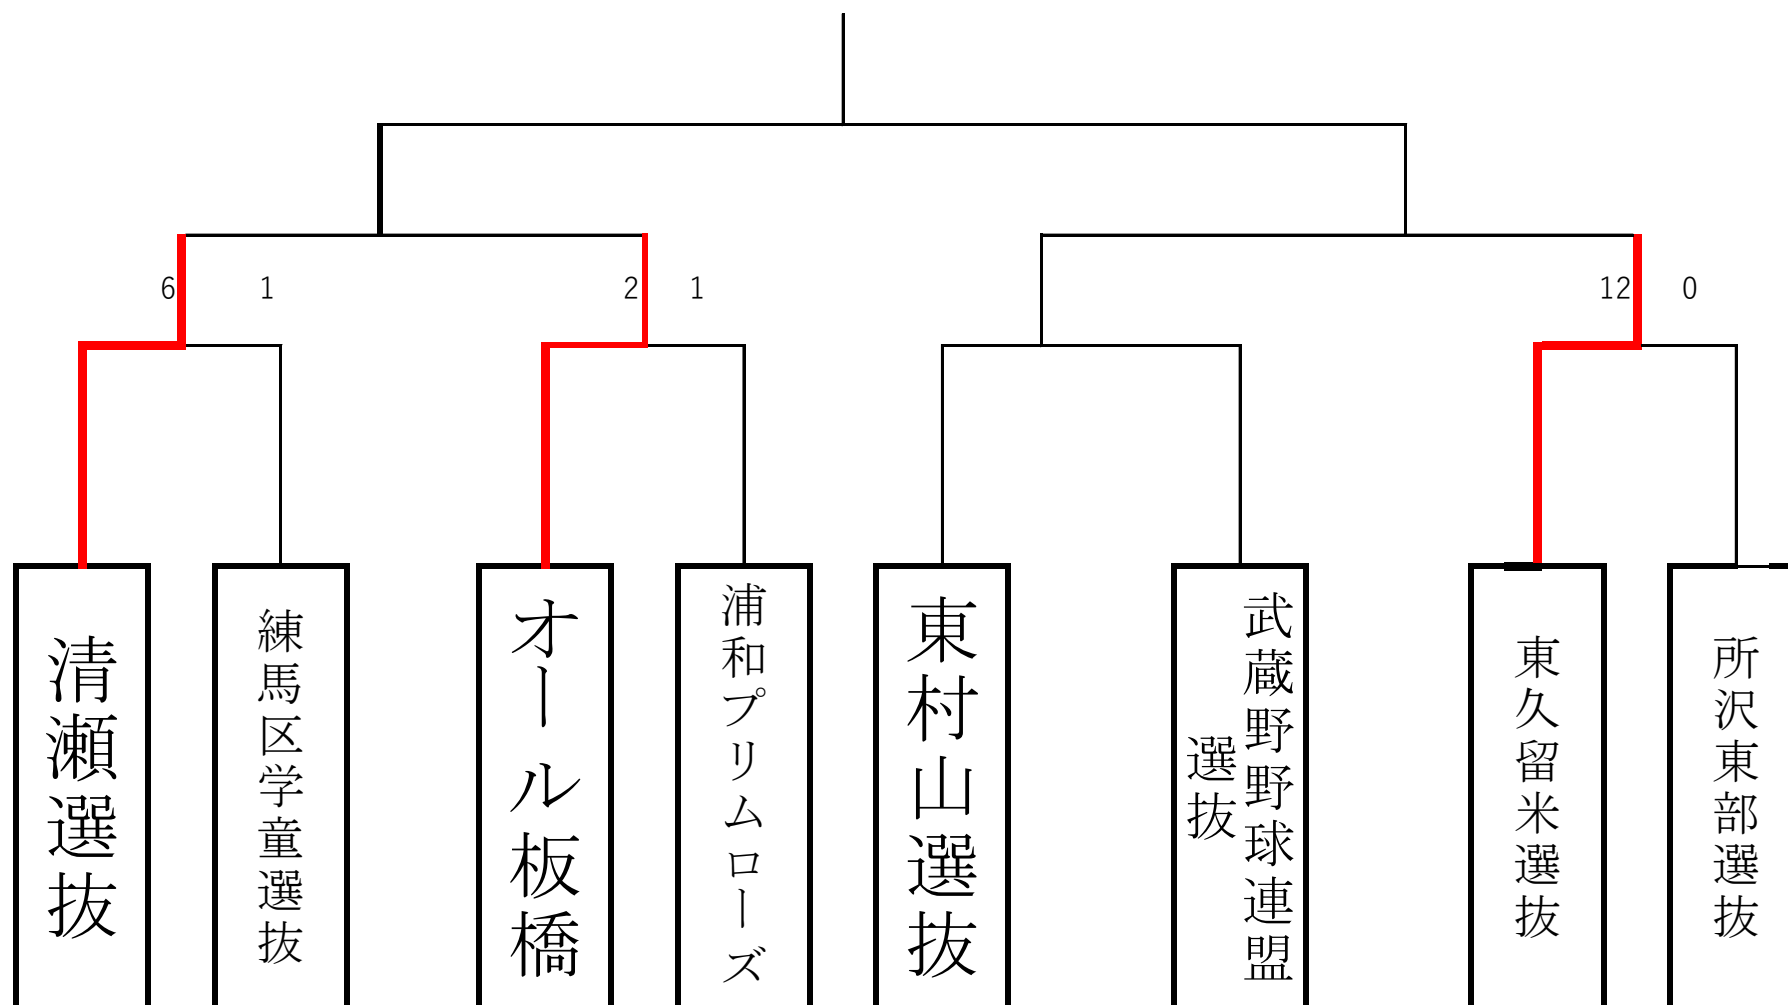 6
1
2
1
12
0
清瀬選抜
練馬区学童選抜
オール板橋
浦和プリムローズ
東村山選抜
武蔵野野球連盟
選抜
東久留米選抜
所沢東部選抜